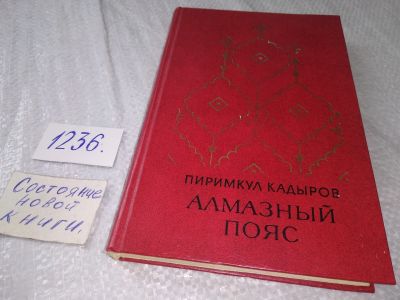 1236.
Состояние
новой
книги.
ПИРИМКУЛ КАДЫРОВ
АЛМАЗНЫЙ
ПОЯС